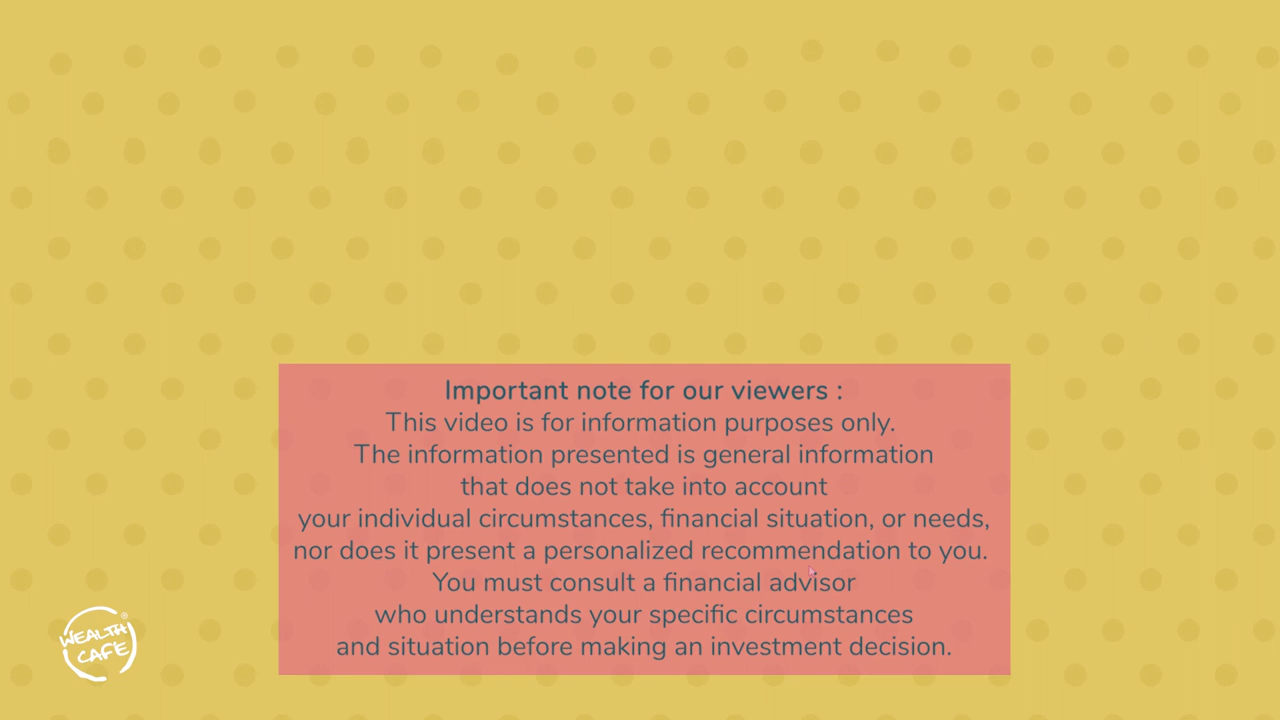 Important note for our viewers :
This video is for information purposes only.
The information presented is general information
that does not take into account
your individual circumstances, financial situation, or needs,
nor does it present a personalized recommendation to you.
You must consult a financial advisor
who understands your specific circumstances
and situation before making an investment decision.
WEALTH
CAFE
®